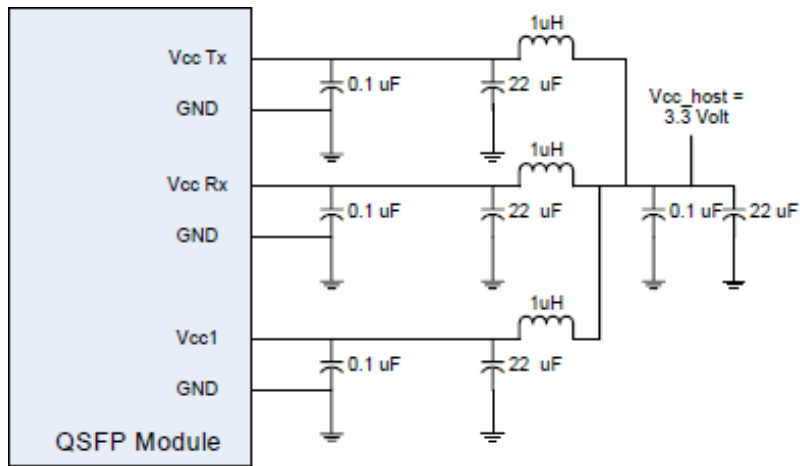 1uH
Vcc Tx
0.1 uF
22 uF
GND
Vcc_host =
3.3 Volt
1uH
Vcc Rx
0.1 uF
22 uF
0.1 uF
22 uF
GND
1uH
Vcc1
0.1 uF
22 uF
GND
QSFP Module